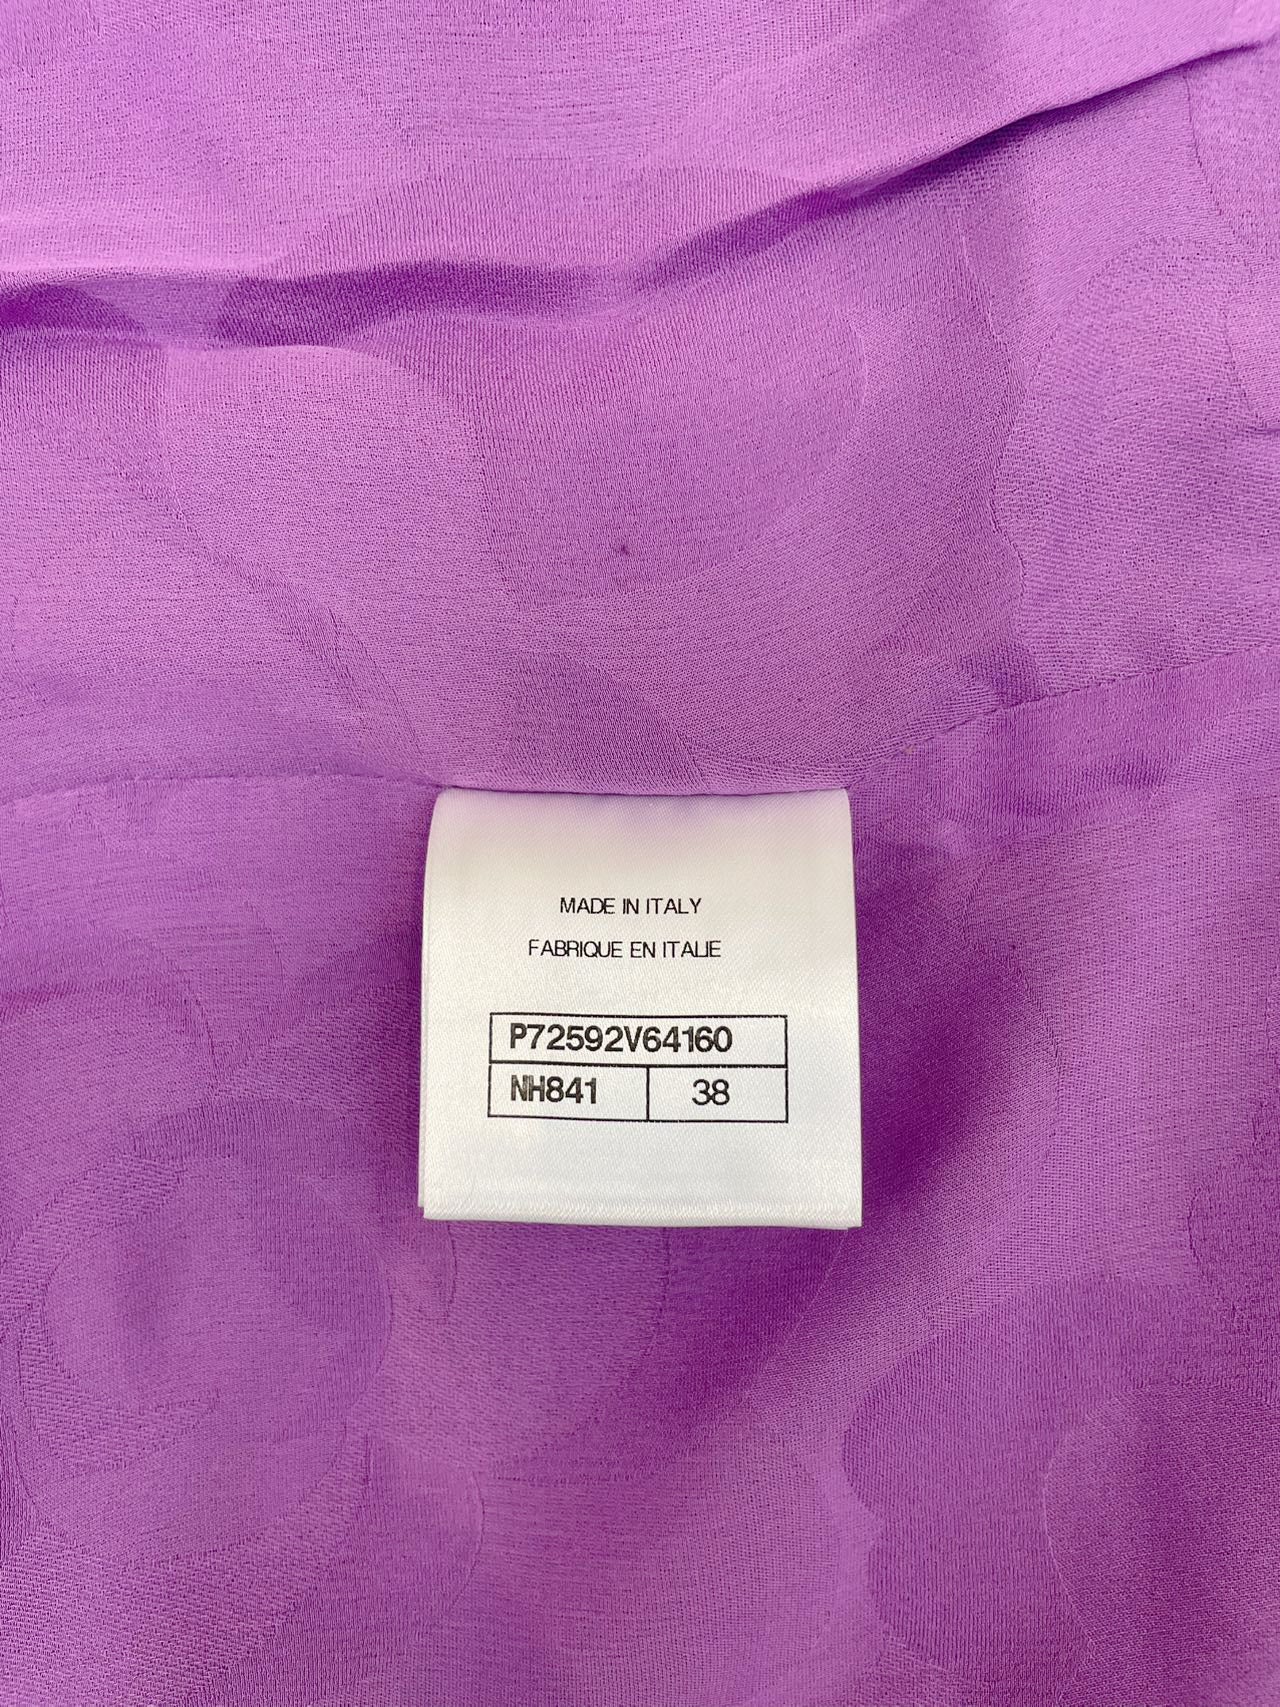 MADE IN ITALY
FABRIQUE EN ITALIE
P72592V64160
NH841 38